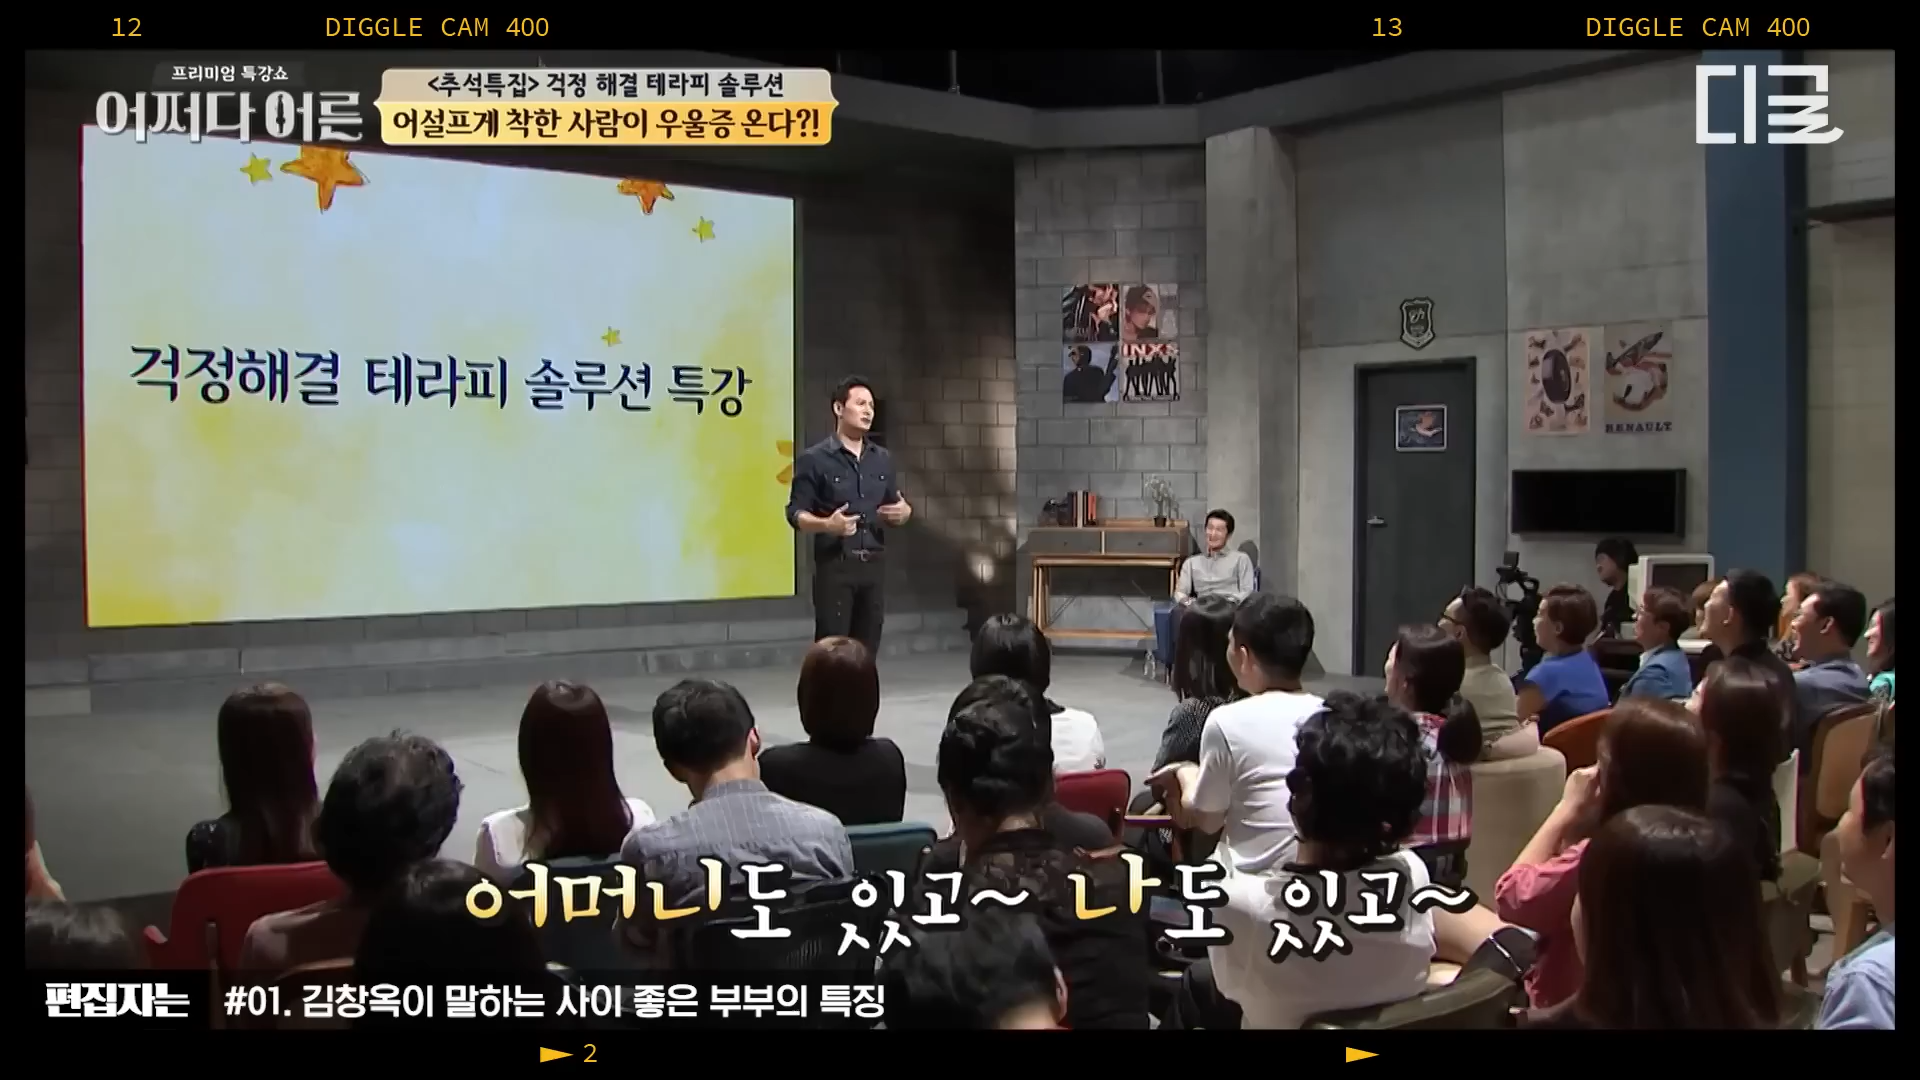 12 DIGGLE CAM 400 13 DIGGLE CAM 400
프리미엄 특강쇼
어쩌다 어른
<추석특집> 걱정 해결 테라피 솔루션
어설프게 착한 사람이 우울증 온다?!
디글
걱정해결 테라피 솔루션 특강
INXS
RENAULT
어머니도 있고~ 나도 있고~
편집자는 #01. 김창옥이 말하는 사이 좋은 부부의 특징
2